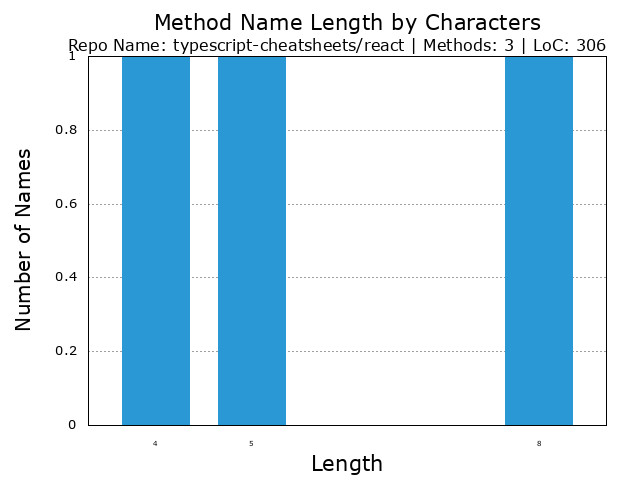 Method Name Length by Characters
Repo Name: typescript-cheatsheets/react | Methods: 3 | LoC: 306
1
0.8
0.6
0.4
0.2
0
Number of Names
4 5 8
Length